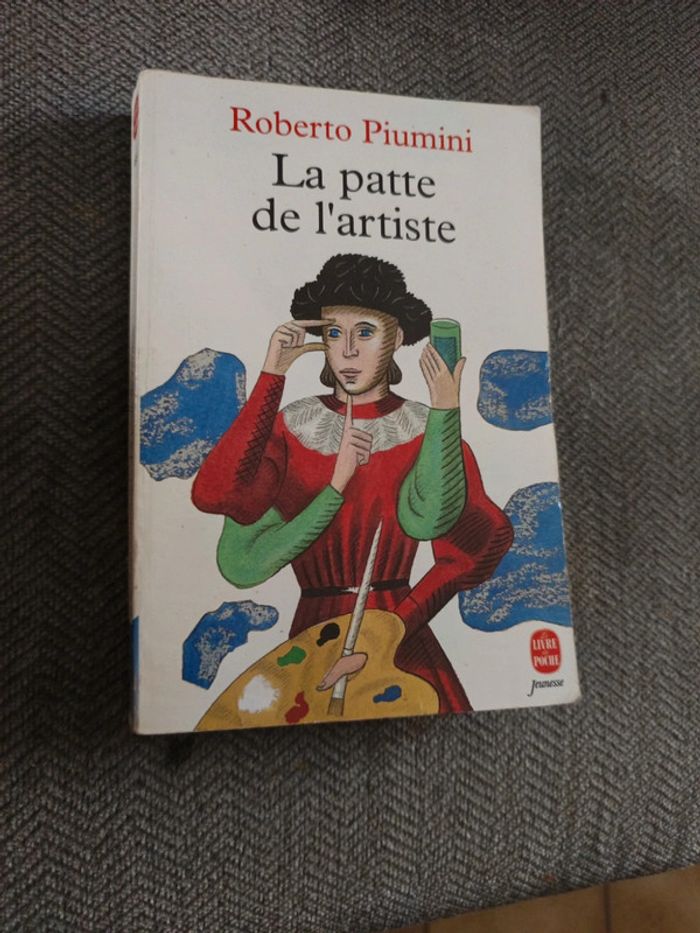 Roberto Piumini
La patte
de l'artiste
Le
LIVRE
de
POCHE
Jeunesse